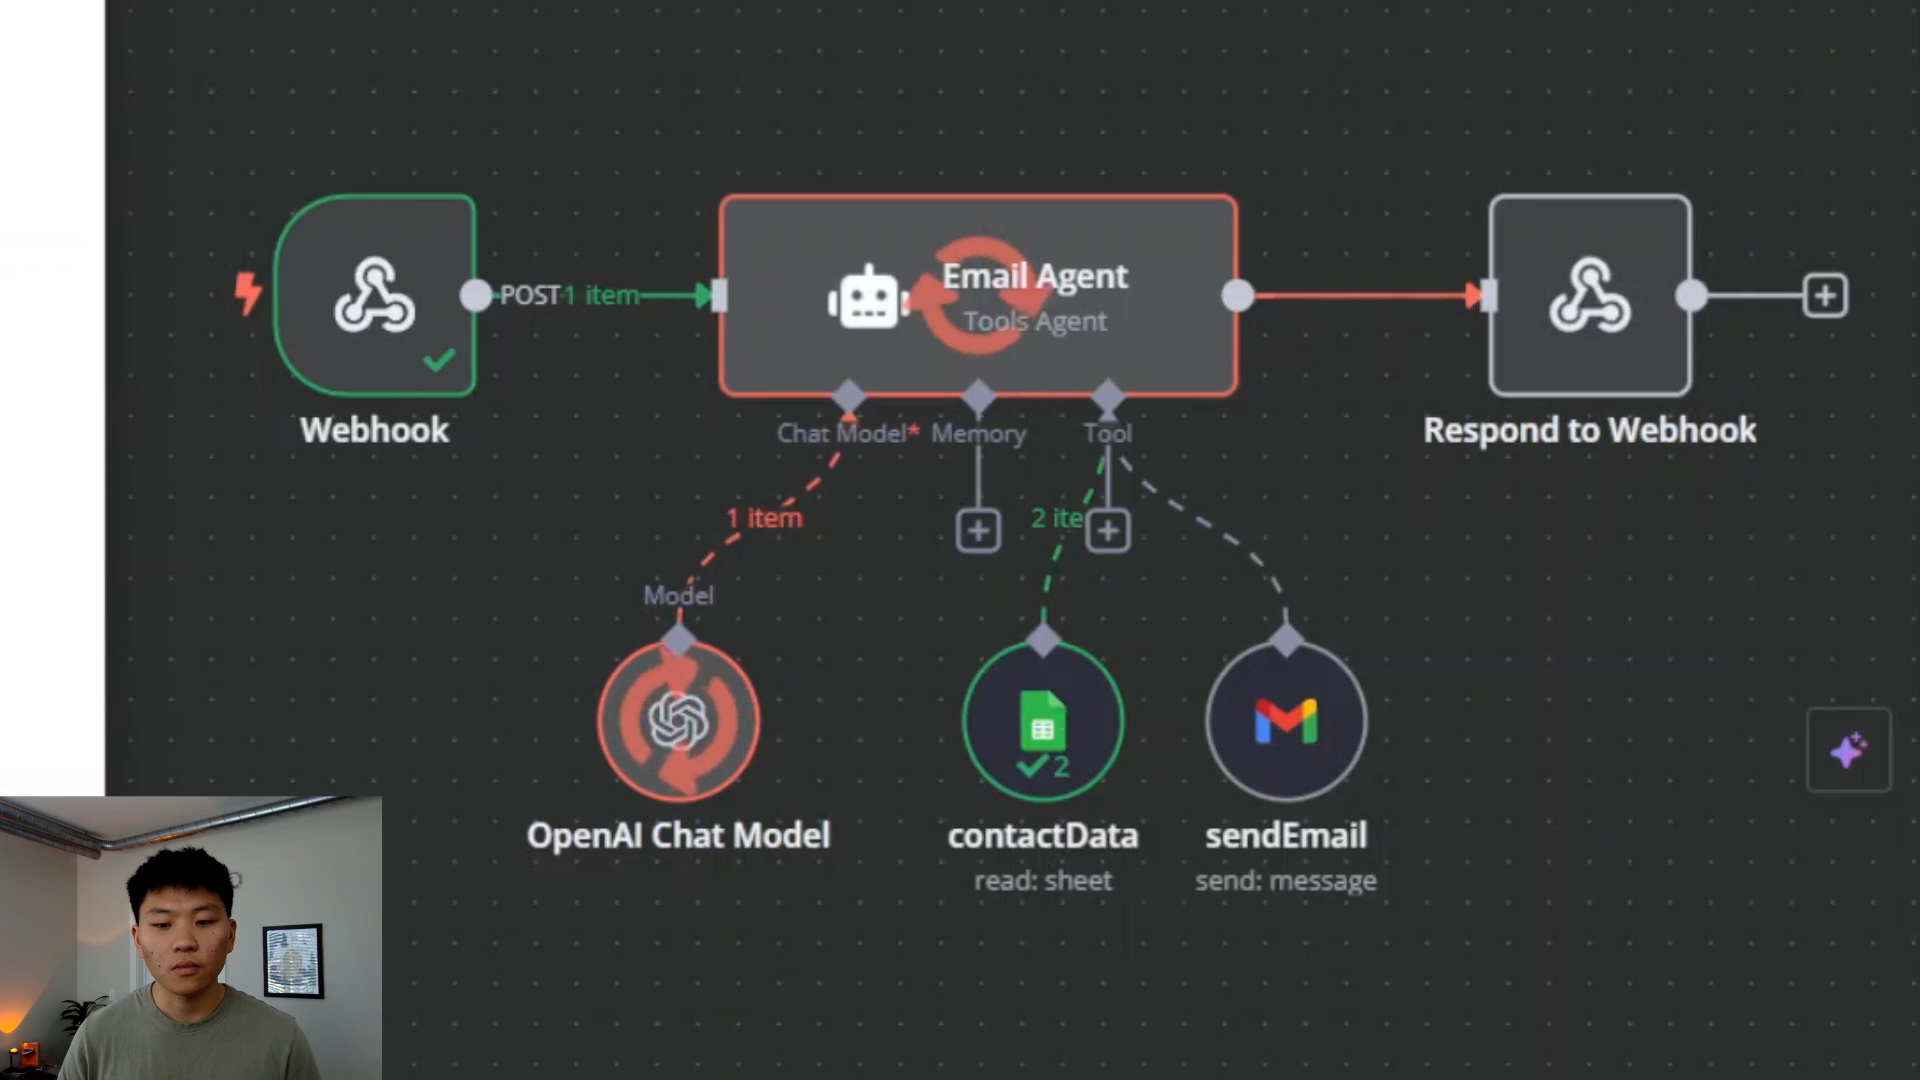 POST 1 item
Email Agent
Tools Agent
Webhook
Chat Model*
Memory
Tool
Respond to Webhook
1 item
2 ite
Model
2
OpenAI Chat Model
contactData
read: sheet
sendEmail
send: message